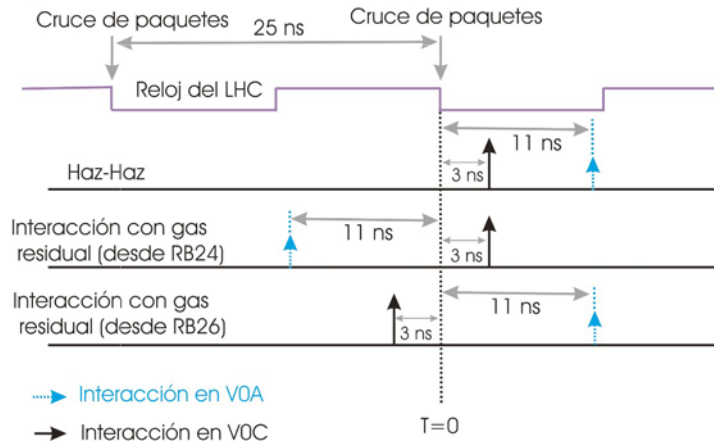 Cruce de paquetes
Cruce de paquetes
25 ns
Reloj del LHC
11 ns
Haz-Haz
3 ns
Interacción con gas
residual (desde RB24)
11 ns
3 ns
Interacción con gas
residual (desde RB26)
11 ns
3 ns
Interacción en V0A
Interacción en V0C
T=0